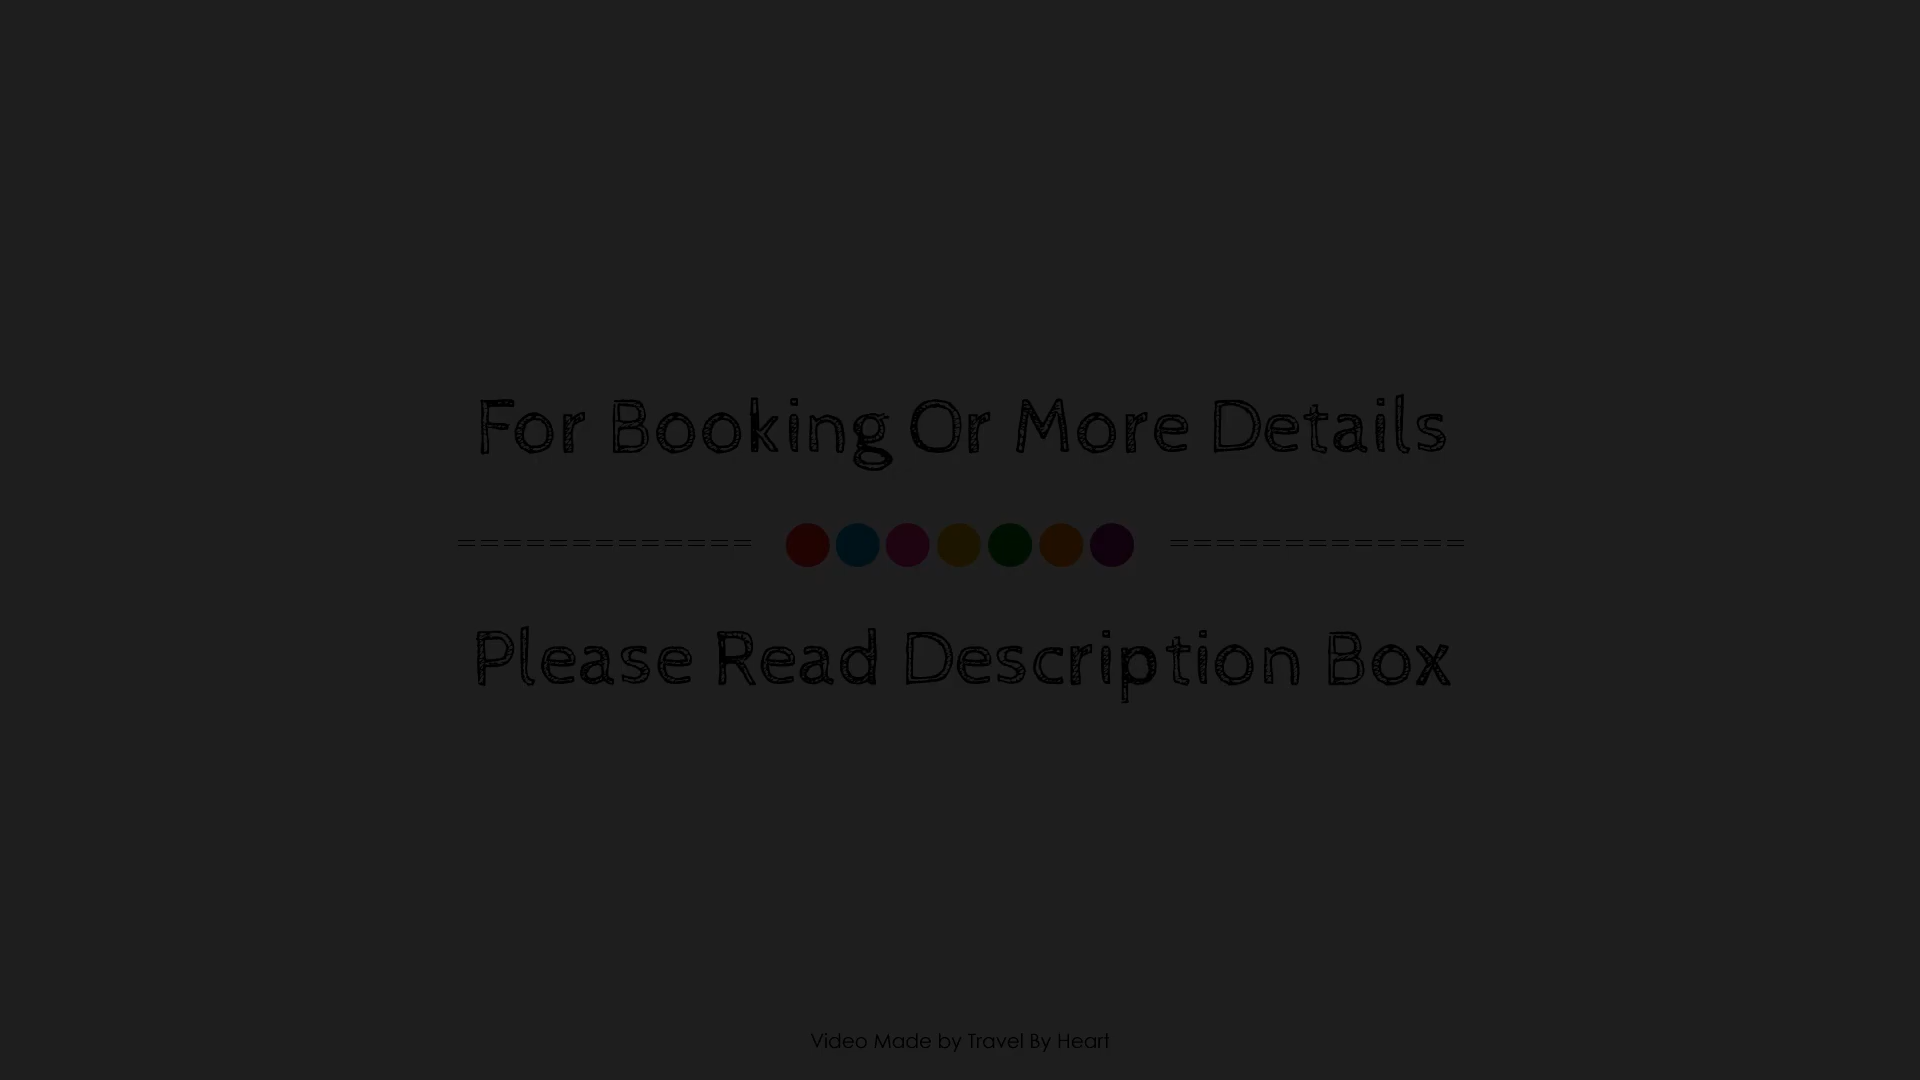 For Booking Or More Details
============= =============
Please Read Description Box
Video Made by Travel By Heart